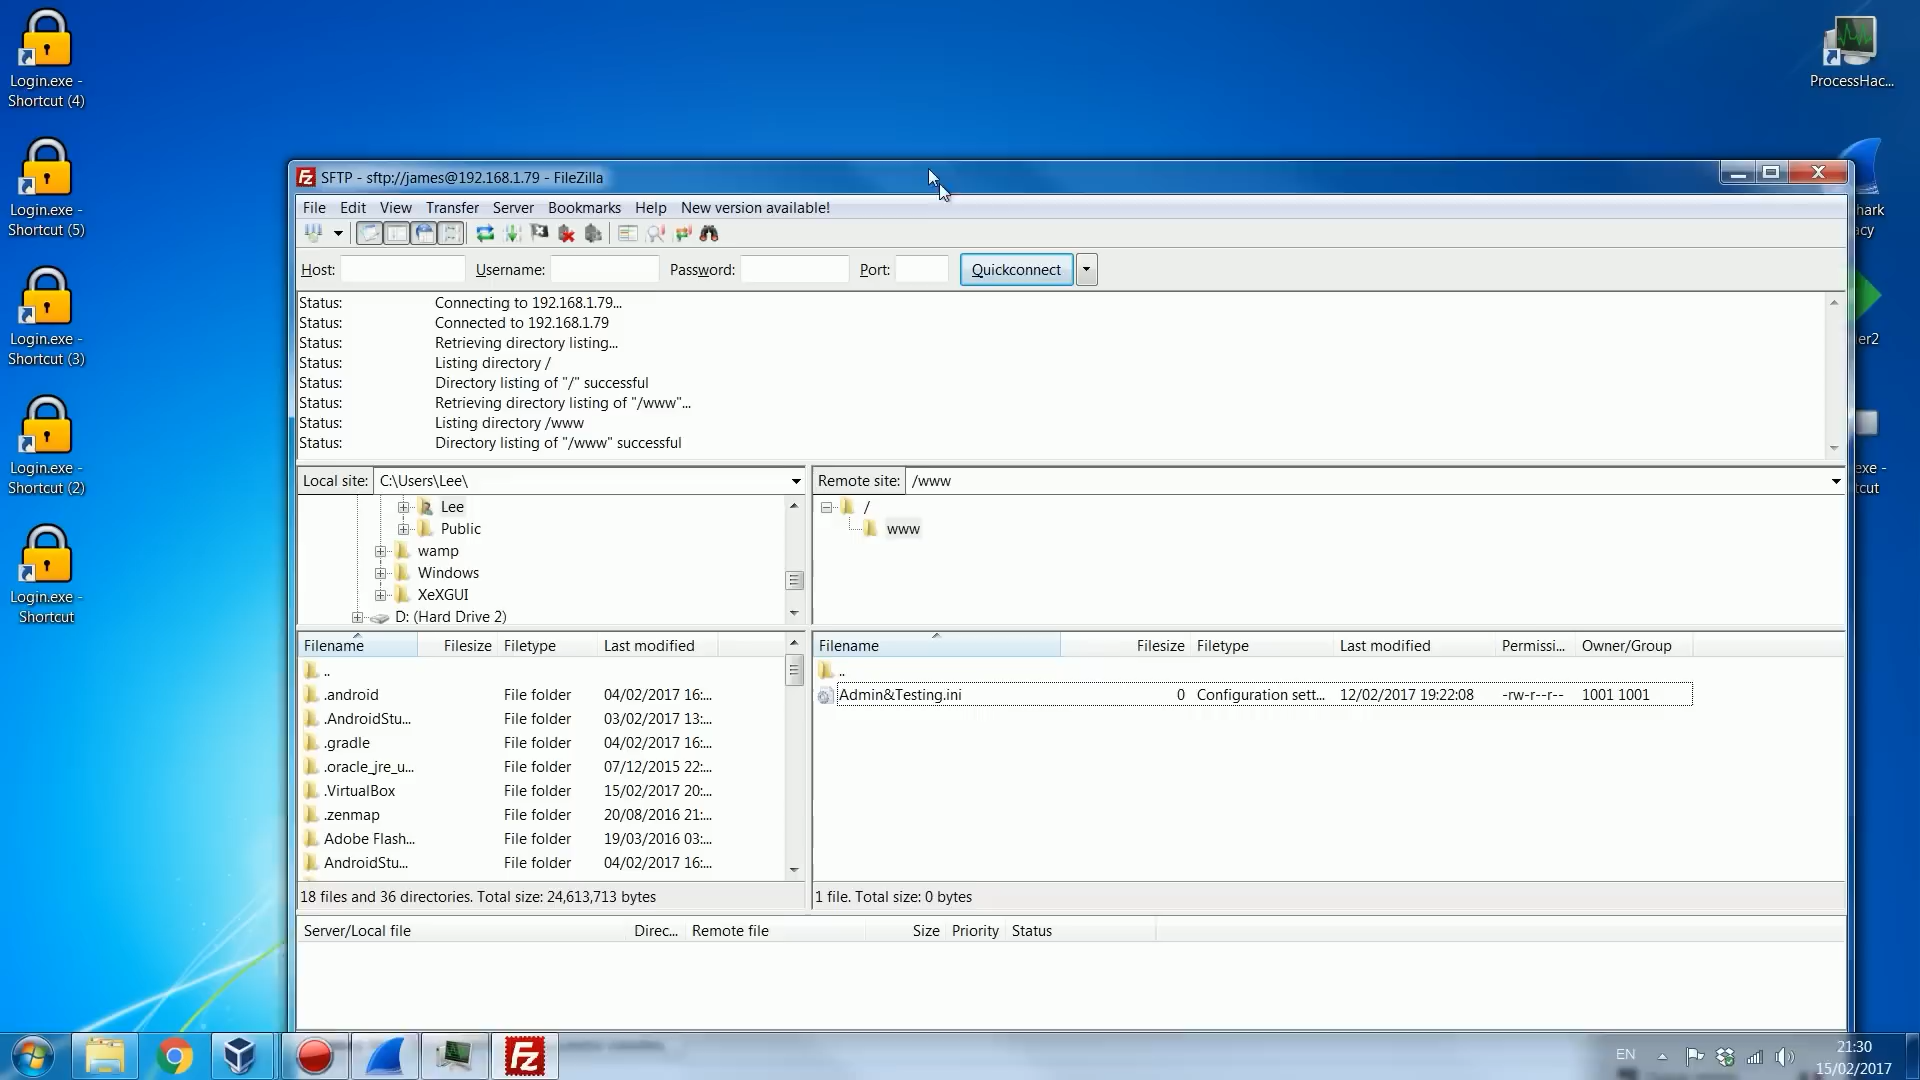 Login.exe -
Shortcut (4)
Login.exe -
Shortcut (5)
Login.exe -
Shortcut (3)
Login.exe -
Shortcut (2)
Login.exe -
Shortcut
ProcessHac...
hark
acy
er2
exe -
tcut
SFTP - sftp://james@192.168.1.79 - FileZilla
File Edit View Transfer Server Bookmarks Help New version available!
Host: Username: Password: Port: Quickconnect
Status: Connecting to 192.168.1.79...
Status: Connected to 192.168.1.79
Status: Retrieving directory listing...
Status: Listing directory /
Status: Directory listing of "/" successful
Status: Retrieving directory listing of "/www"...
Status: Listing directory /www
Status: Directory listing of "/www" successful
Local site: C:\Users\Lee\
Lee
Public
wamp
Windows
XeXGUI
D: (Hard Drive 2)
Remote site: /www
/
www
Filename Filesize Filetype Last modified
..
.android File folder 04/02/2017 16:...
.AndroidStu... File folder 03/02/2017 13:...
.gradle File folder 04/02/2017 16:...
.oracle_jre_u... File folder 07/12/2015 22:...
.VirtualBox File folder 15/02/2017 20:...
.zenmap File folder 20/08/2016 21:...
Adobe Flash... File folder 19/03/2016 03:...
AndroidStu... File folder 04/02/2017 16:...
18 files and 36 directories. Total size: 24,613,713 bytes
Filename Filesize Filetype Last modified Permissi... Owner/Group
..
Admin&Testing.ini 0 Configuration sett... 12/02/2017 19:22:08 -rw-r--r-- 1001 1001
1 file. Total size: 0 bytes
Server/Local file Direc... Remote file Size Priority Status
EN
21:30
15/02/2017